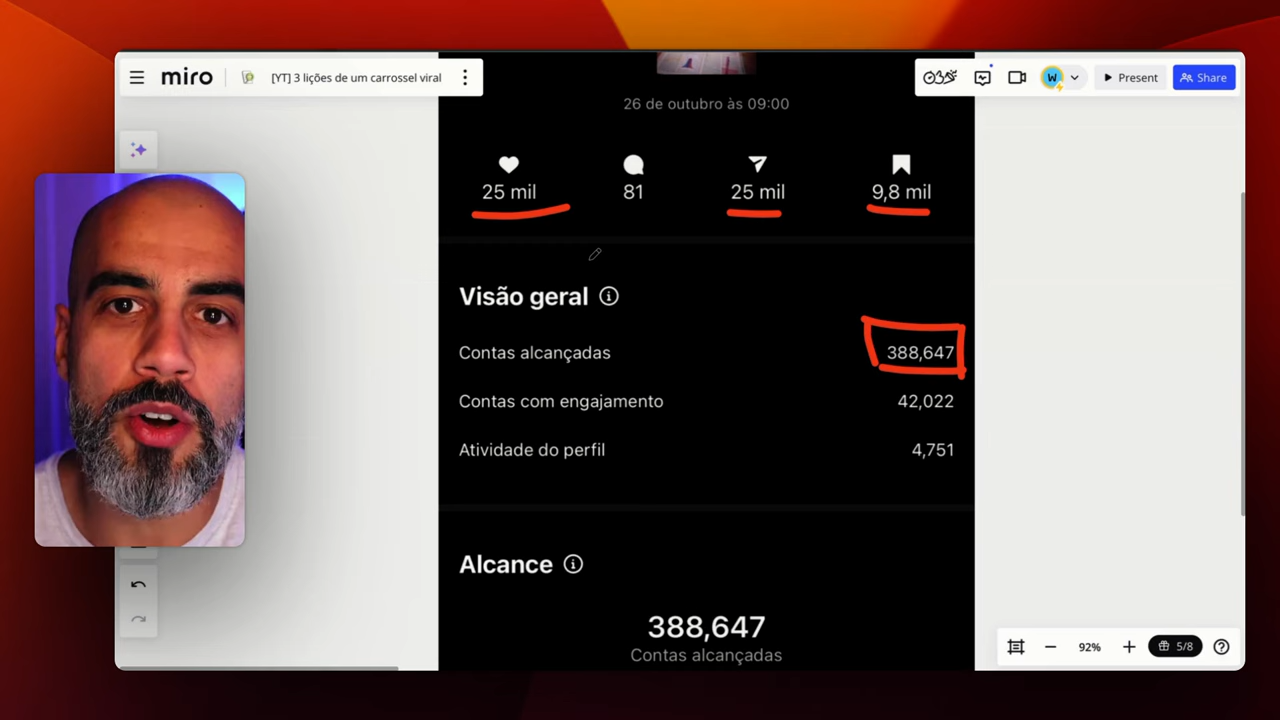 miro
[YT] 3 lições de um carrossel viral
W
Present
Share
26 de outubro às 09:00
25 mil
81
25 mil
9,8 mil
Visão geral
Contas alcançadas
388,647
Contas com engajamento
42,022
Atividade do perfil
4,751
Alcance
388,647
Contas alcançadas
92%
5/8